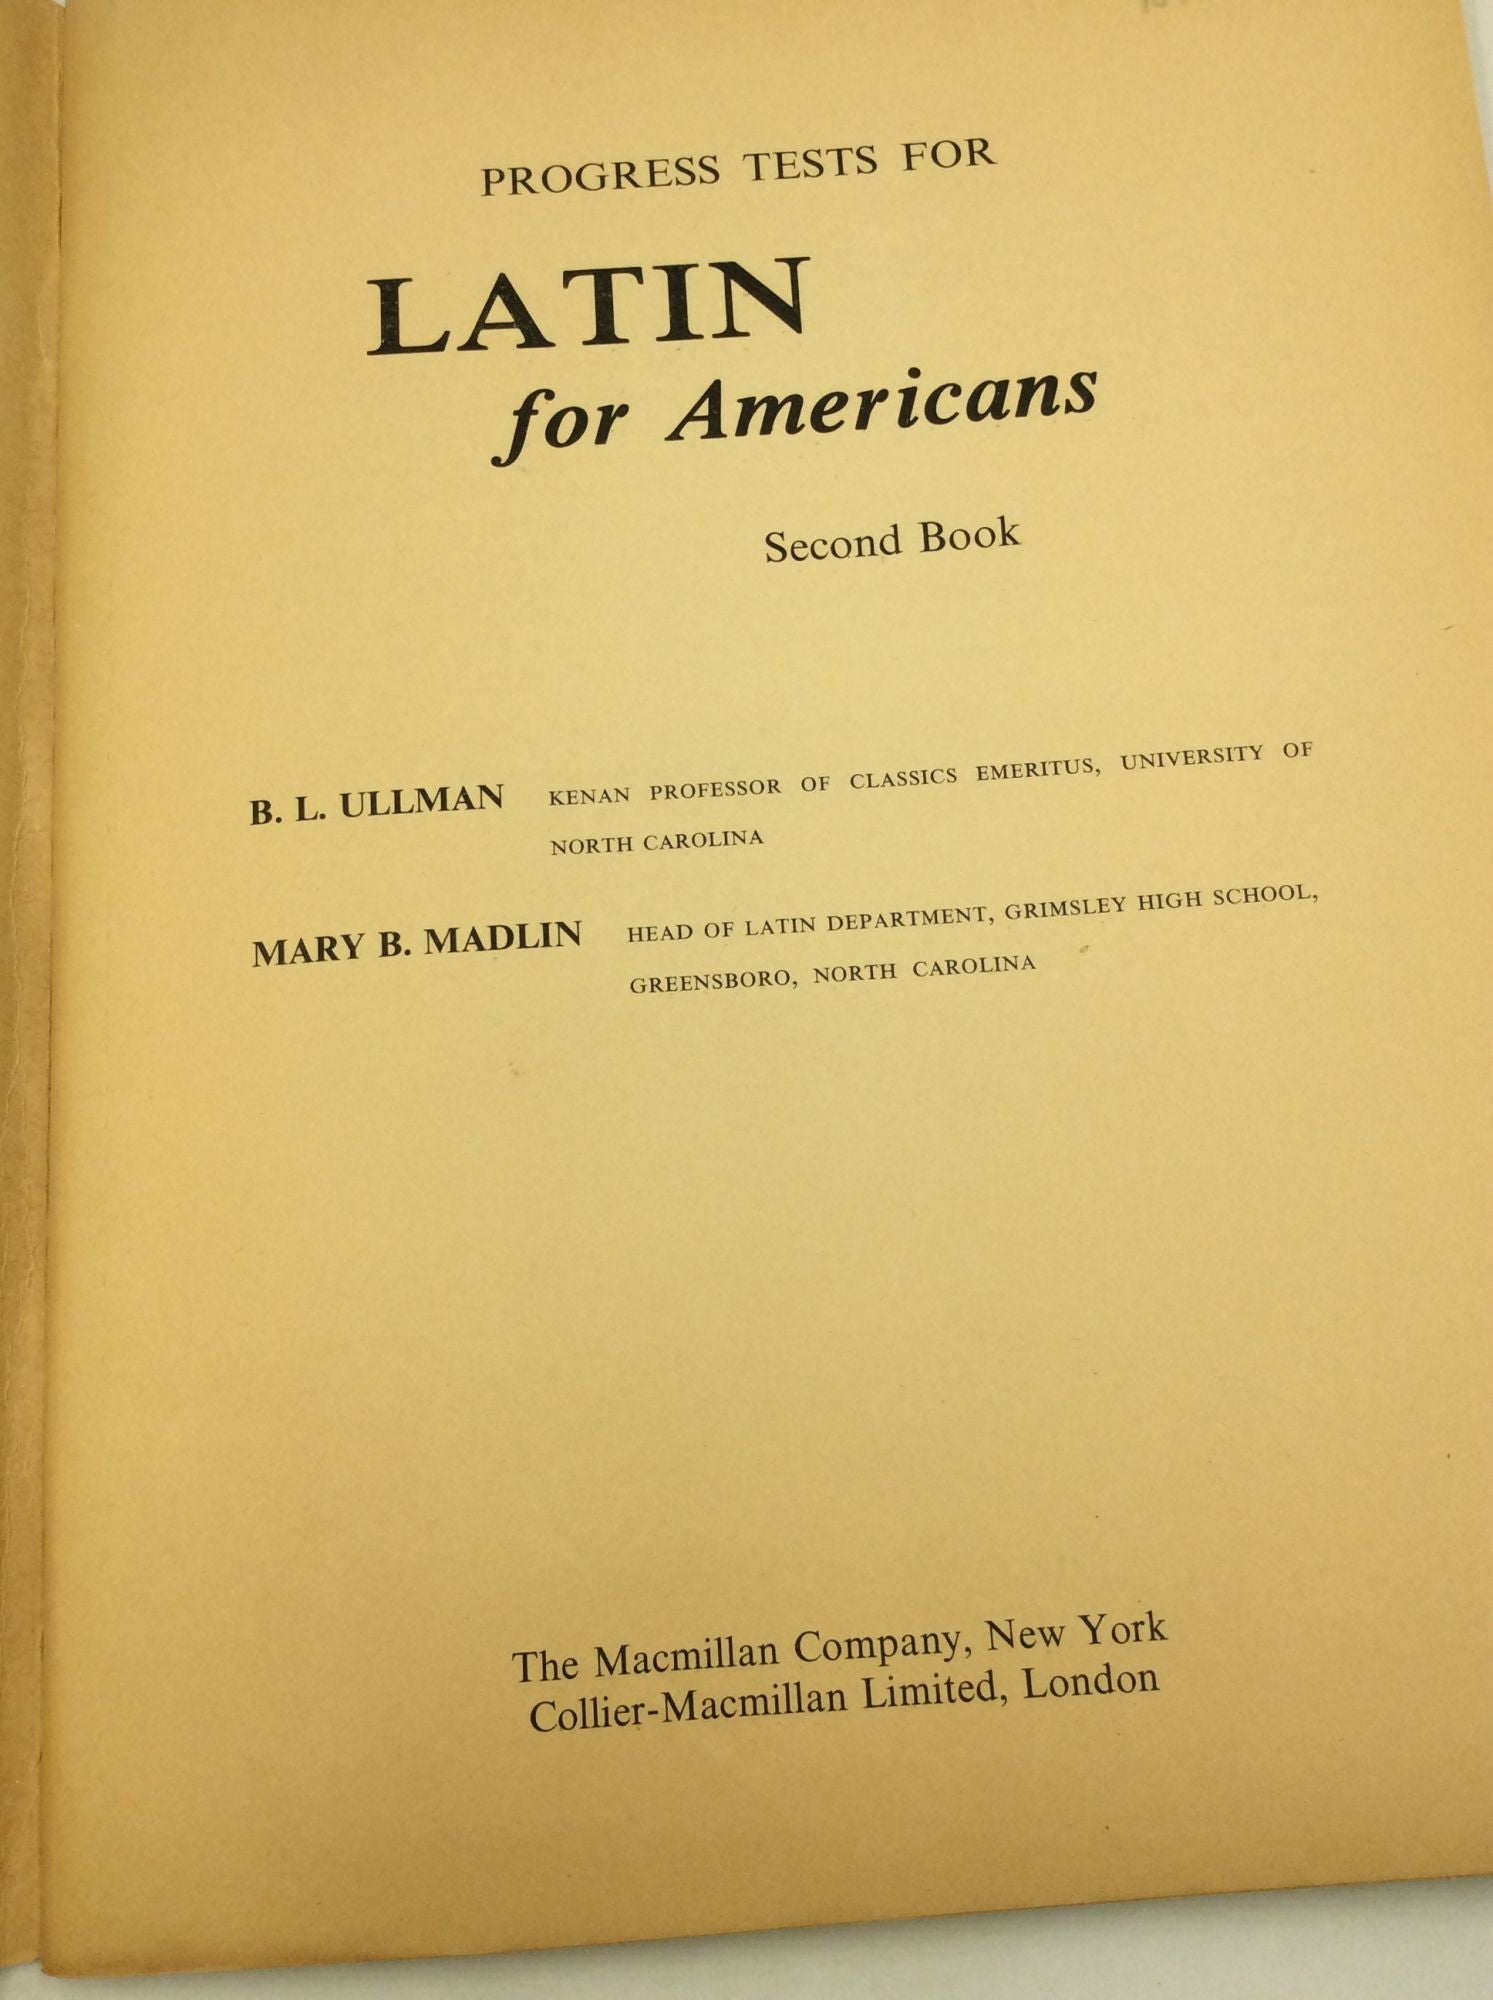 PROGRESS TESTS FOR
LATIN
for Americans
Second Book
B. L. ULLMAN KENAN PROFESSOR OF CLASSICS EMERITUS, UNIVERSITY OF
NORTH CAROLINA
MARY B. MADLIN HEAD OF LATIN DEPARTMENT, GRIMSLEY HIGH SCHOOL,
GREENSBORO, NORTH CAROLINA
The Macmillan Company, New York
Collier-Macmillan Limited, London